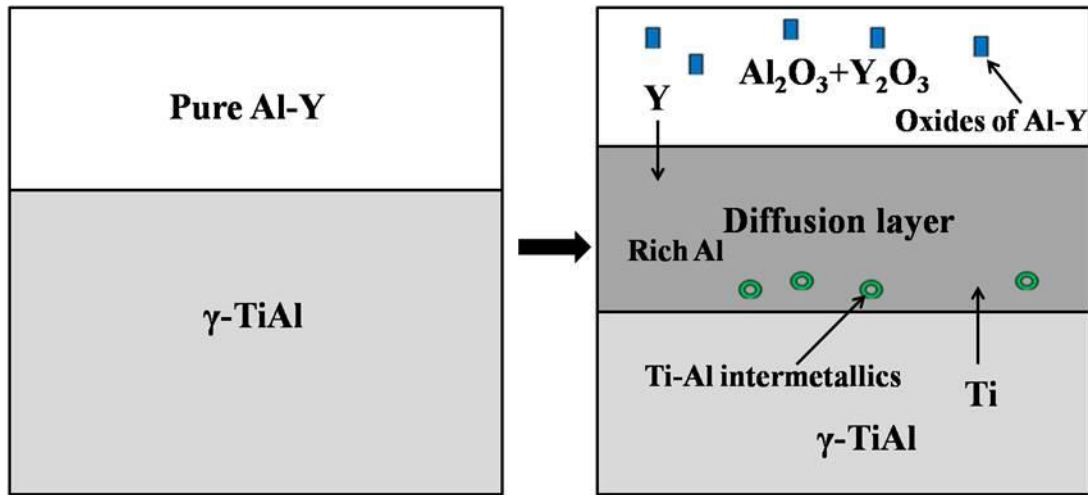 Pure Al-Y
γ-TiAl
Al₂O₃+Y₂O₃
Y
Oxides of Al-Y
Diffusion layer
Rich Al
Ti-Al intermetallics
Ti
γ-TiAl